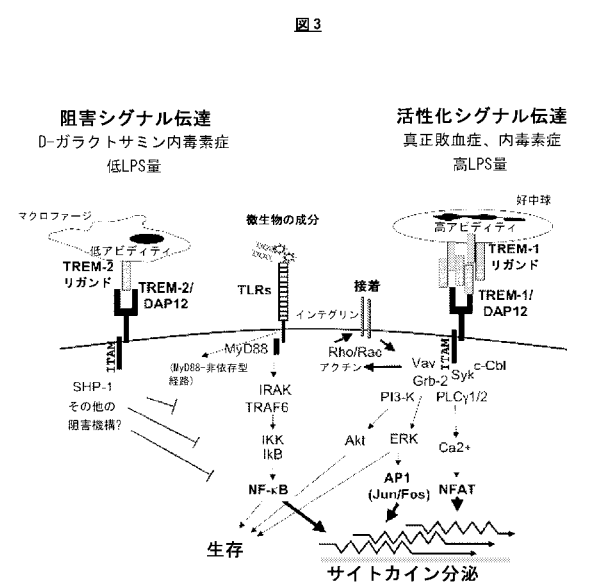 図3
阻害シグナル伝達
D-ガラクトサミン内毒素症
低LPS量
活性化シグナル伝達
真正敗血症、内毒素症
高LPS量
マクロファージ
低アビディティ
TREM-2
リガンド
TREM-2/
DAP12
ITAM
SHP-1
その他の
阻害機構?
微生物の成分
TLRs
MyD88
(MyD88-非依存型
経路)
IRAK
TRAF6
IKK
IkB
NF-κB
生存
インテグリン
接着
Rho/Rac
アクチン
好中球
高アビディティ
TREM-1
リガンド
TREM-1/
DAP12
ITAM
Vav
Grb-2
Syk
c-Cbl
PI3-K
PLCγ1/2
Akt
ERK
Ca2+
AP1
(Jun/Fos)
NFAT
サイトカイン分泌